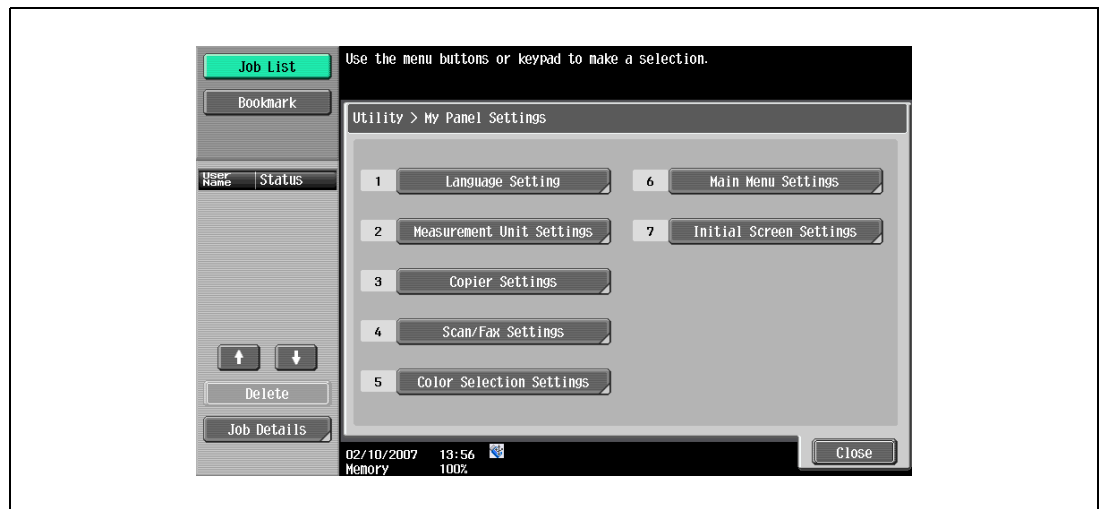 Job List
Bookmark
User Name
Status
Delete
Job Details
Use the menu buttons or keypad to make a selection.
Utility > My Panel Settings
1 Language Setting
2 Measurement Unit Settings
3 Copier Settings
4 Scan/Fax Settings
5 Color Selection Settings
6 Main Menu Settings
7 Initial Screen Settings
02/10/2007 13:56
Memory 100%
Close